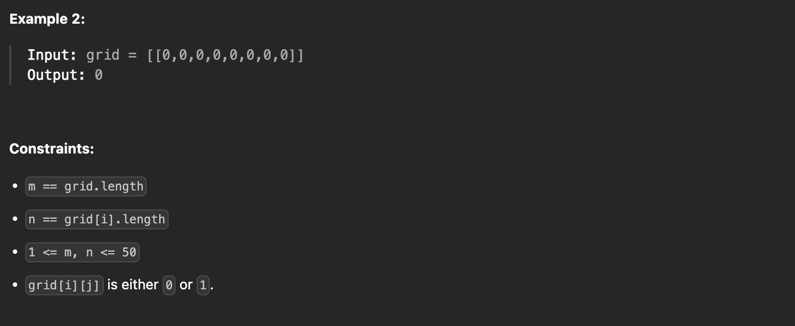 Example 2:
Input: grid = [[0,0,0,0,0,0,0,0]]
Output: 0
Constraints:
• m == grid.length
• n == grid[i].length
• 1 <= m, n <= 50
• grid[i][j] is either 0 or 1.